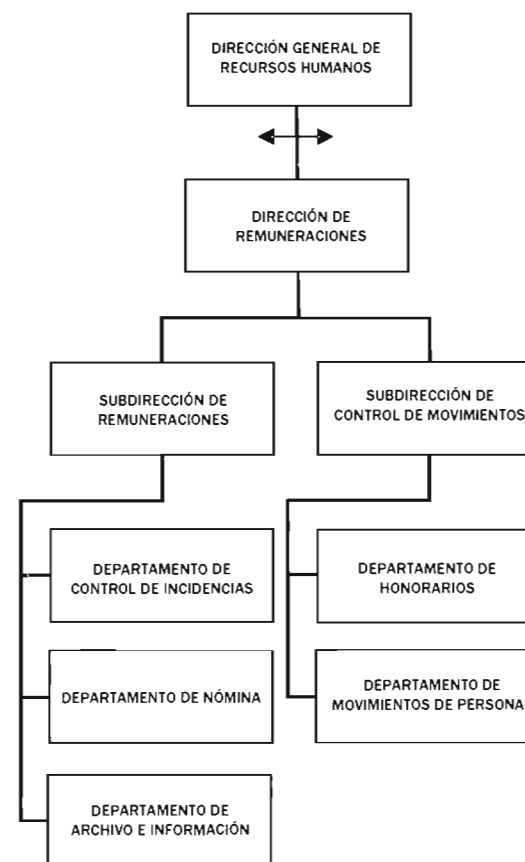 DIRECCIÓN GENERAL DE
RECURSOS HUMANOS
DIRECCIÓN DE
REMUNERACIONES
SUBDIRECCIÓN DE
REMUNERACIONES
SUBDIRECCIÓN DE
CONTROL DE MOVIMIENTOS
DEPARTAMENTO DE
CONTROL DE INCIDENCIAS
DEPARTAMENTO DE
HONORARIOS
DEPARTAMENTO DE NÓMINA
DEPARTAMENTO DE
MOVIMIENTOS DE PERSONA
DEPARTAMENTO DE
ARCHIVO E INFORMACIÓN